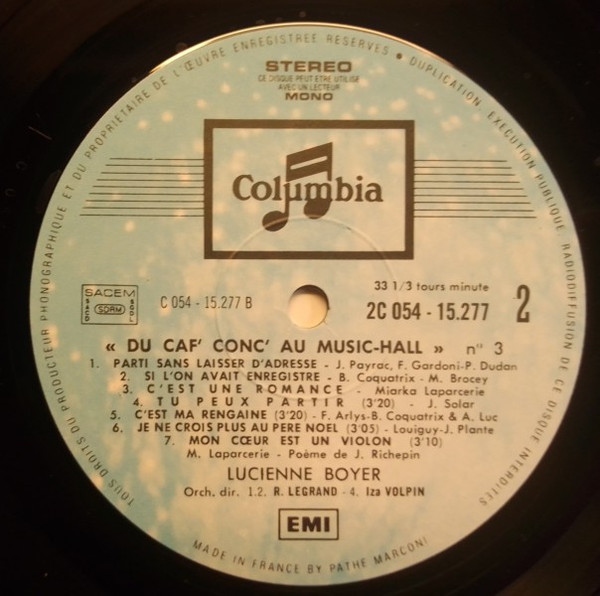 TOUS DROITS DU PRODUCTEUR PHONOGRAPHIQUE ET DU PROPRIETAIRE DE L'ŒUVRE ENREGISTREE RESERVES • DUPLICATION EXECUTION PUBLIQUE RADIODIFFUSION DE CE DISQUE INTERDITES
STEREO
CE DISQUE PEUT ETRE UTILISE
AVEC UN LECTEUR
MONO
Columbia
33 1/3 tours minute
SACEM
SACD SDRM SGDL
C 054 - 15.277 B
2C 054 - 15.277
2
« DU CAF' CONC' AU MUSIC-HALL » n° 3
1. PARTI SANS LAISSER D'ADRESSE - J. Payrac, F. Gardoni-P. Dudan
2. SI L'ON AVAIT ENREGISTRE - B. Coquatrix - M. Brocey
3. C'EST UNE ROMANCE - Miarka Laparcerie
4. TU PEUX PARTIR (3'20) - J. Solar
5. C'EST MA RENGAINE (3'20) - F. Arlys-B. Coquatrix & A. Luc
6. JE NE CROIS PLUS AU PERE NOEL (3'05) - Louiguy-J. Plante
7. MON CŒUR EST UN VIOLON (3'10)
M. Laparcerie - Poème de J. Richepin
LUCIENNE BOYER
Orch. dir. 1.2. R. LEGRAND - 4. Iza VOLPIN
EMI
MADE IN FRANCE BY PATHE MARCONI